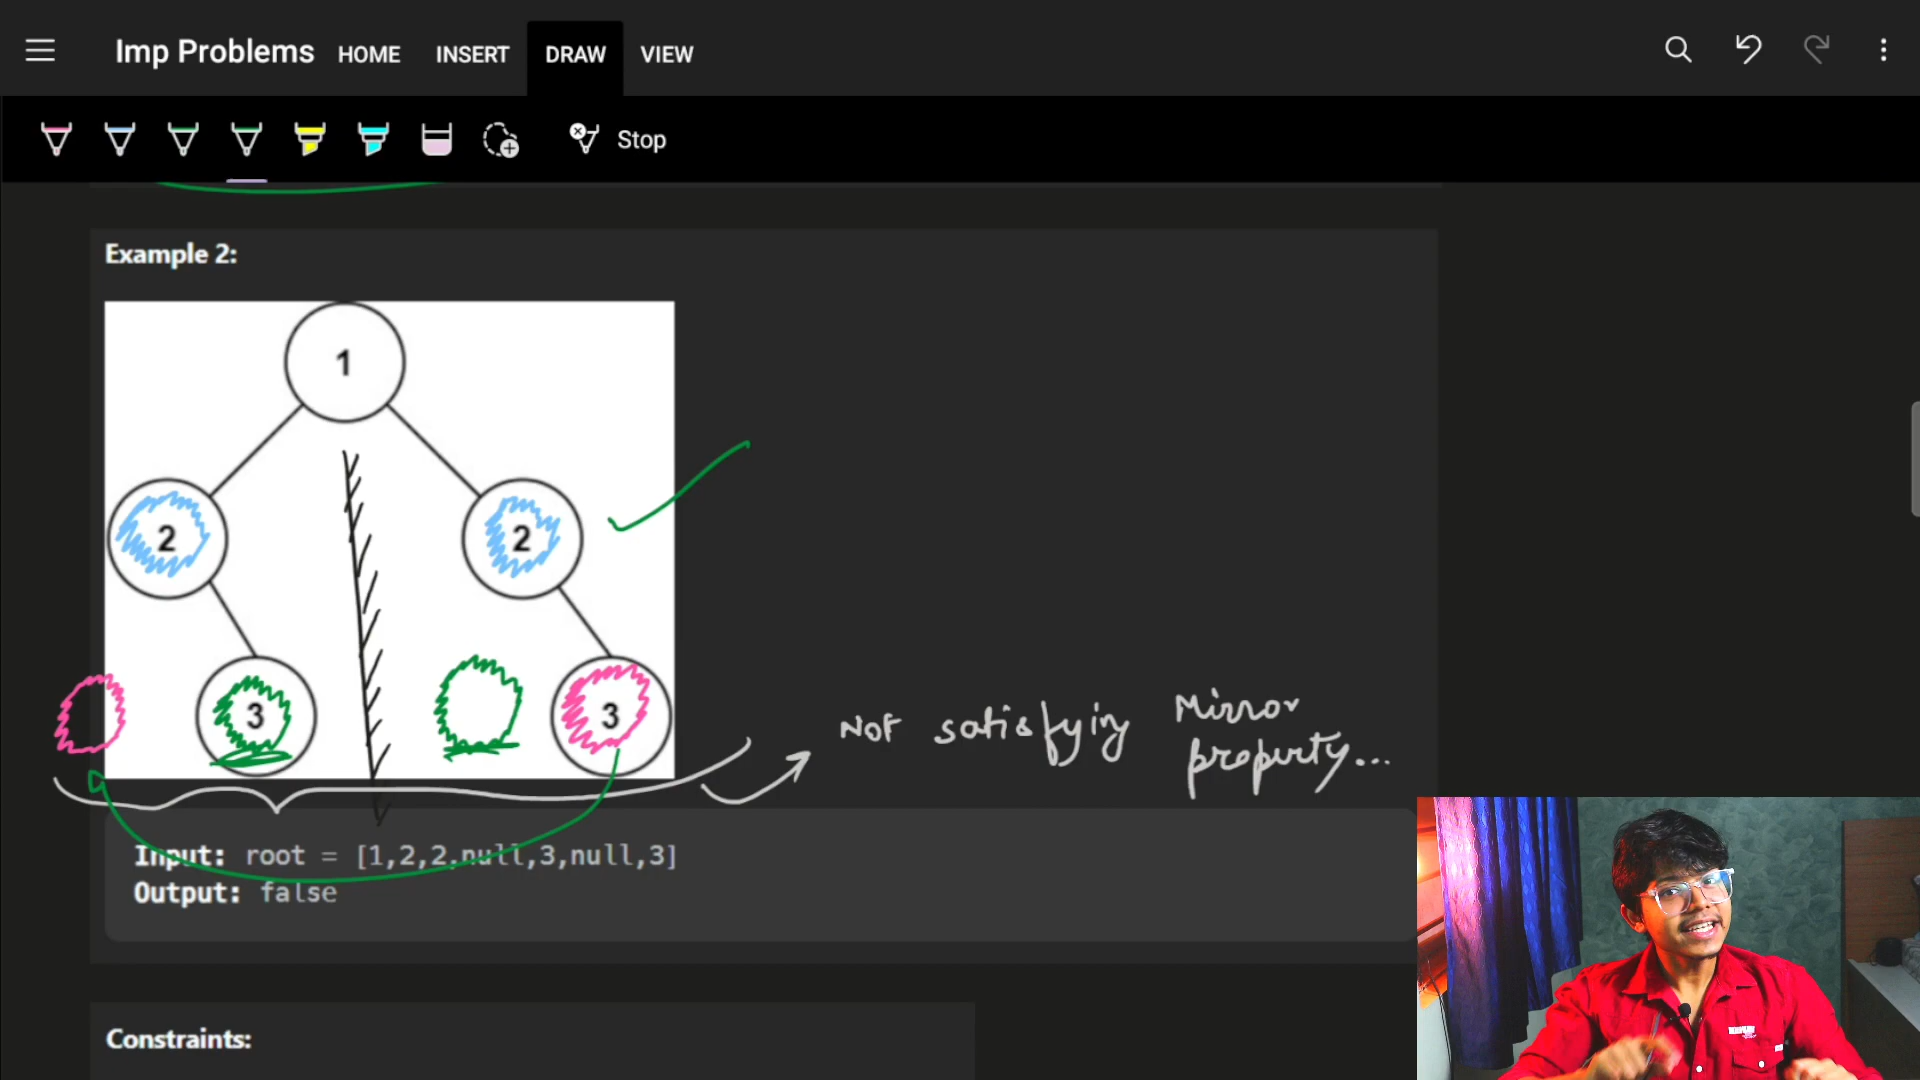 Imp Problems HOME INSERT DRAW VIEW
Stop
Example 2:
1
2 2
3 3
Not satisfying Mirror
property...
Input: root = [1,2,2,null,3,null,3]
Output: false
Constraints: